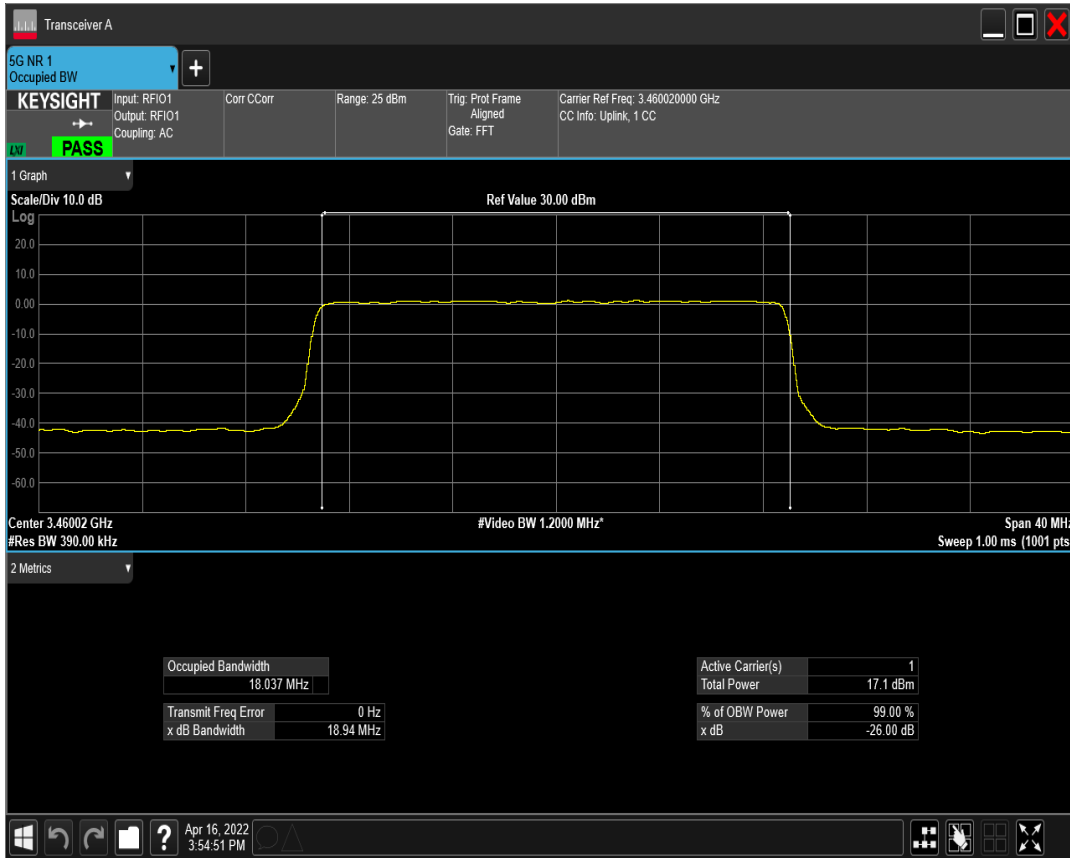 Transceiver A
5G NR 1
Occupied BW
+
KEYSIGHT
LXI
PASS
Input: RFIO1
Output: RFIO1
Coupling: AC
Corr CCorr
Range: 25 dBm
Trig: Prot Frame
Aligned
Gate: FFT
Carrier Ref Freq: 3.460020000 GHz
CC Info: Uplink, 1 CC
1 Graph
Scale/Div 10.0 dB
Ref Value 30.00 dBm
Log
20.0
10.0
0.00
-10.0
-20.0
-30.0
-40.0
-50.0
-60.0
Center 3.46002 GHz
#Video BW 1.2000 MHz*
Span 40 MHz
#Res BW 390.00 kHz
Sweep 1.00 ms (1001 pts
2 Metrics
Occupied Bandwidth
18.037 MHz
Transmit Freq Error 0 Hz
x dB Bandwidth 18.94 MHz
Active Carrier(s) 1
Total Power 17.1 dBm
% of OBW Power 99.00 %
x dB -26.00 dB
?
Apr 16, 2022
3:54:51 PM